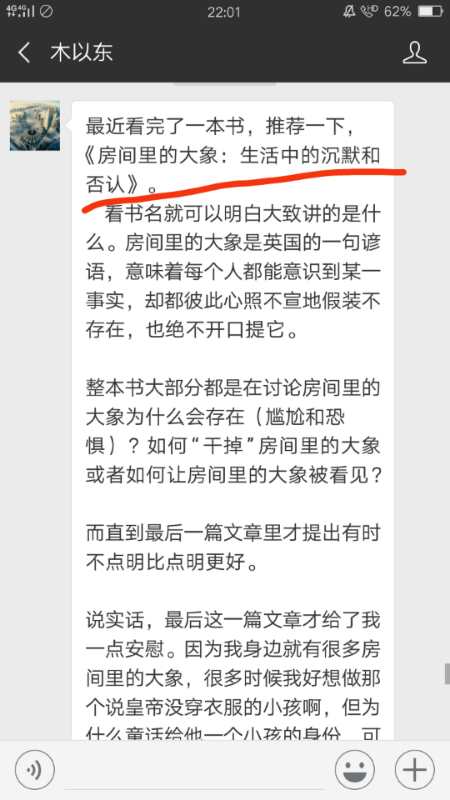 4G 4G
22:01
HD 62%
木以东
最近看完了一本书，推荐一下，
《房间里的大象：生活中的沉默和
否认》。
看书名就可以明白大致讲的是什
么。房间里的大象是英国的一句谚
语，意味着每个人都能意识到某一
事实，却都彼此心照不宣地假装不
存在，也绝不开口提它。
整本书大部分都是在讨论房间里的
大象为什么会存在（尴尬和恐
惧）？如何“干掉”房间里的大象
或者如何让房间里的大象被看见？
而直到最后一篇文章里才提出有时
不点明比点明更好。
说实话，最后这一篇文章才给了我
一点安慰。因为我身边就有很多房
间里的大象，很多时候我好想做那
个说皇帝没穿衣服的小孩啊，但为
什么童话给他一个小孩的身份，可